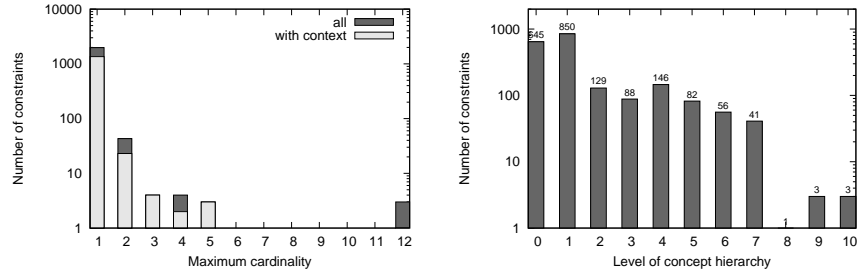 10000
1000
100
10
1
Number of constraints
all
with context
1 2 3 4 5 6 7 8 9 10 11 12
Maximum cardinality
1000
100
10
1
Number of constraints
645
850
129
88
146
82
56
41
1
3
3
0 1 2 3 4 5 6 7 8 9 10
Level of concept hierarchy